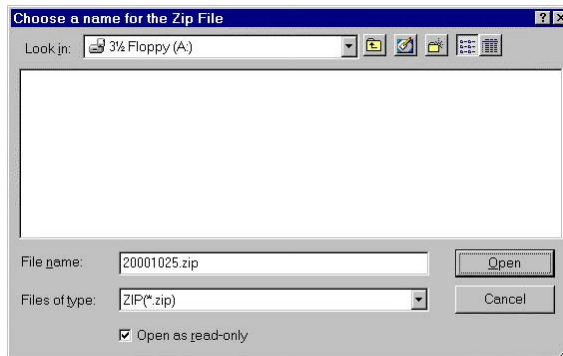 Choose a name for the Zip File
Look in: 3½ Floppy (A:)
File name: 20001025.zip Open
Files of type: ZIP(*.zip) Cancel
Open as read-only